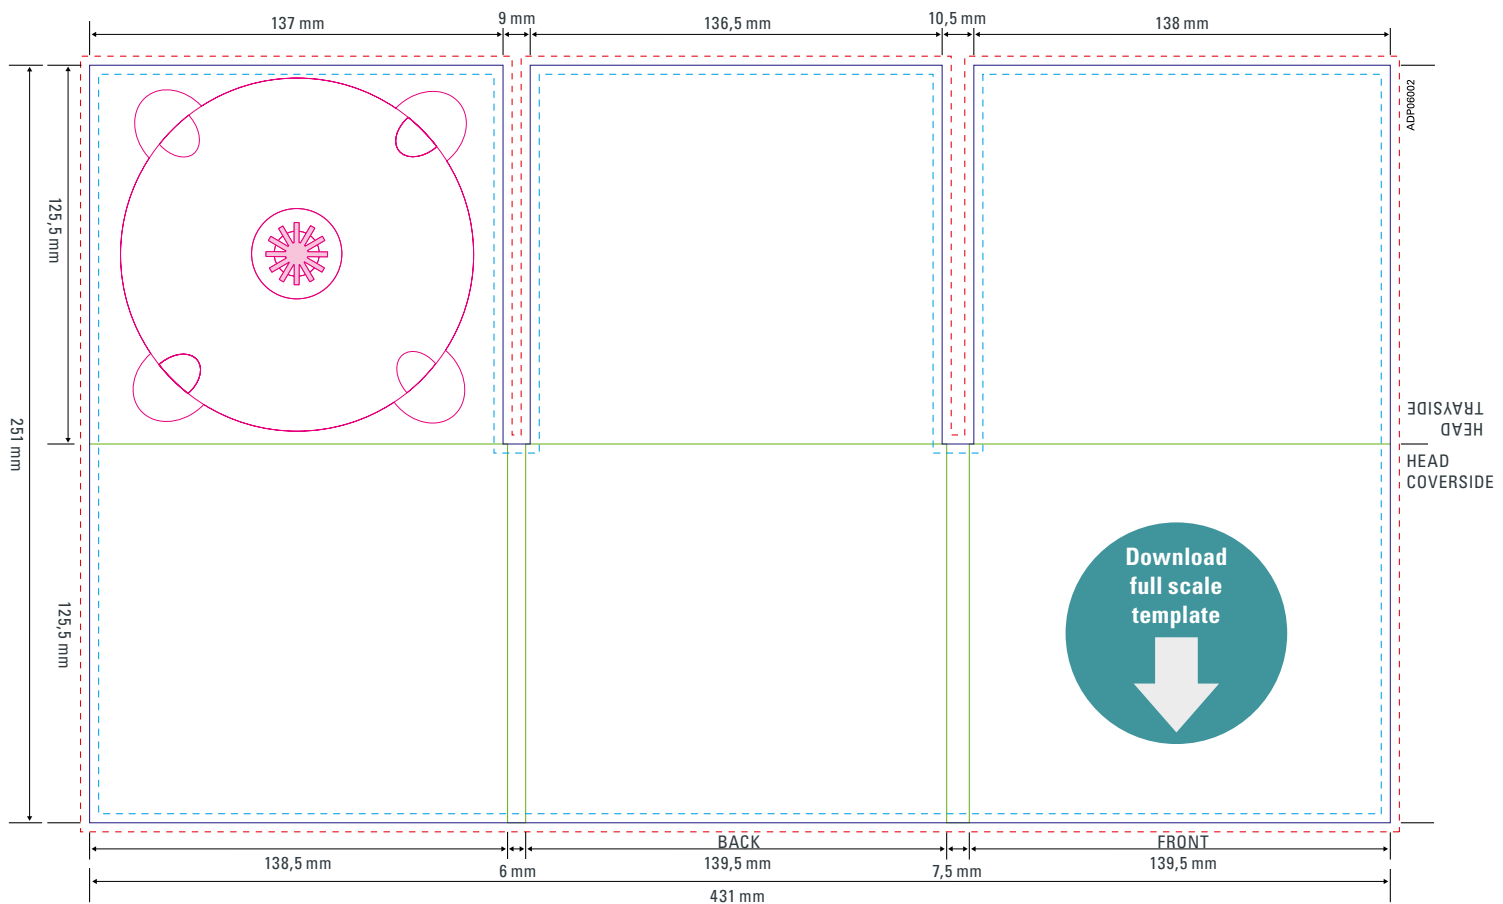 137 mm
9 mm
136,5 mm
10,5 mm
138 mm
ADP06002
125,5 mm
251 mm
HEAD
TRAYSIDE
HEAD
COVERSIDE
Download
full scale
template
125,5 mm
BACK
FRONT
138,5 mm
6 mm
139,5 mm
7,5 mm
139,5 mm
431 mm